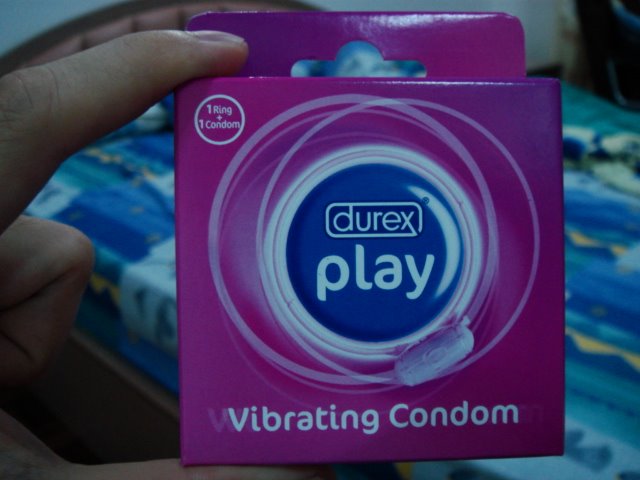 1 Ring
+
1 Condom
durex®
play
Vibrating Condom